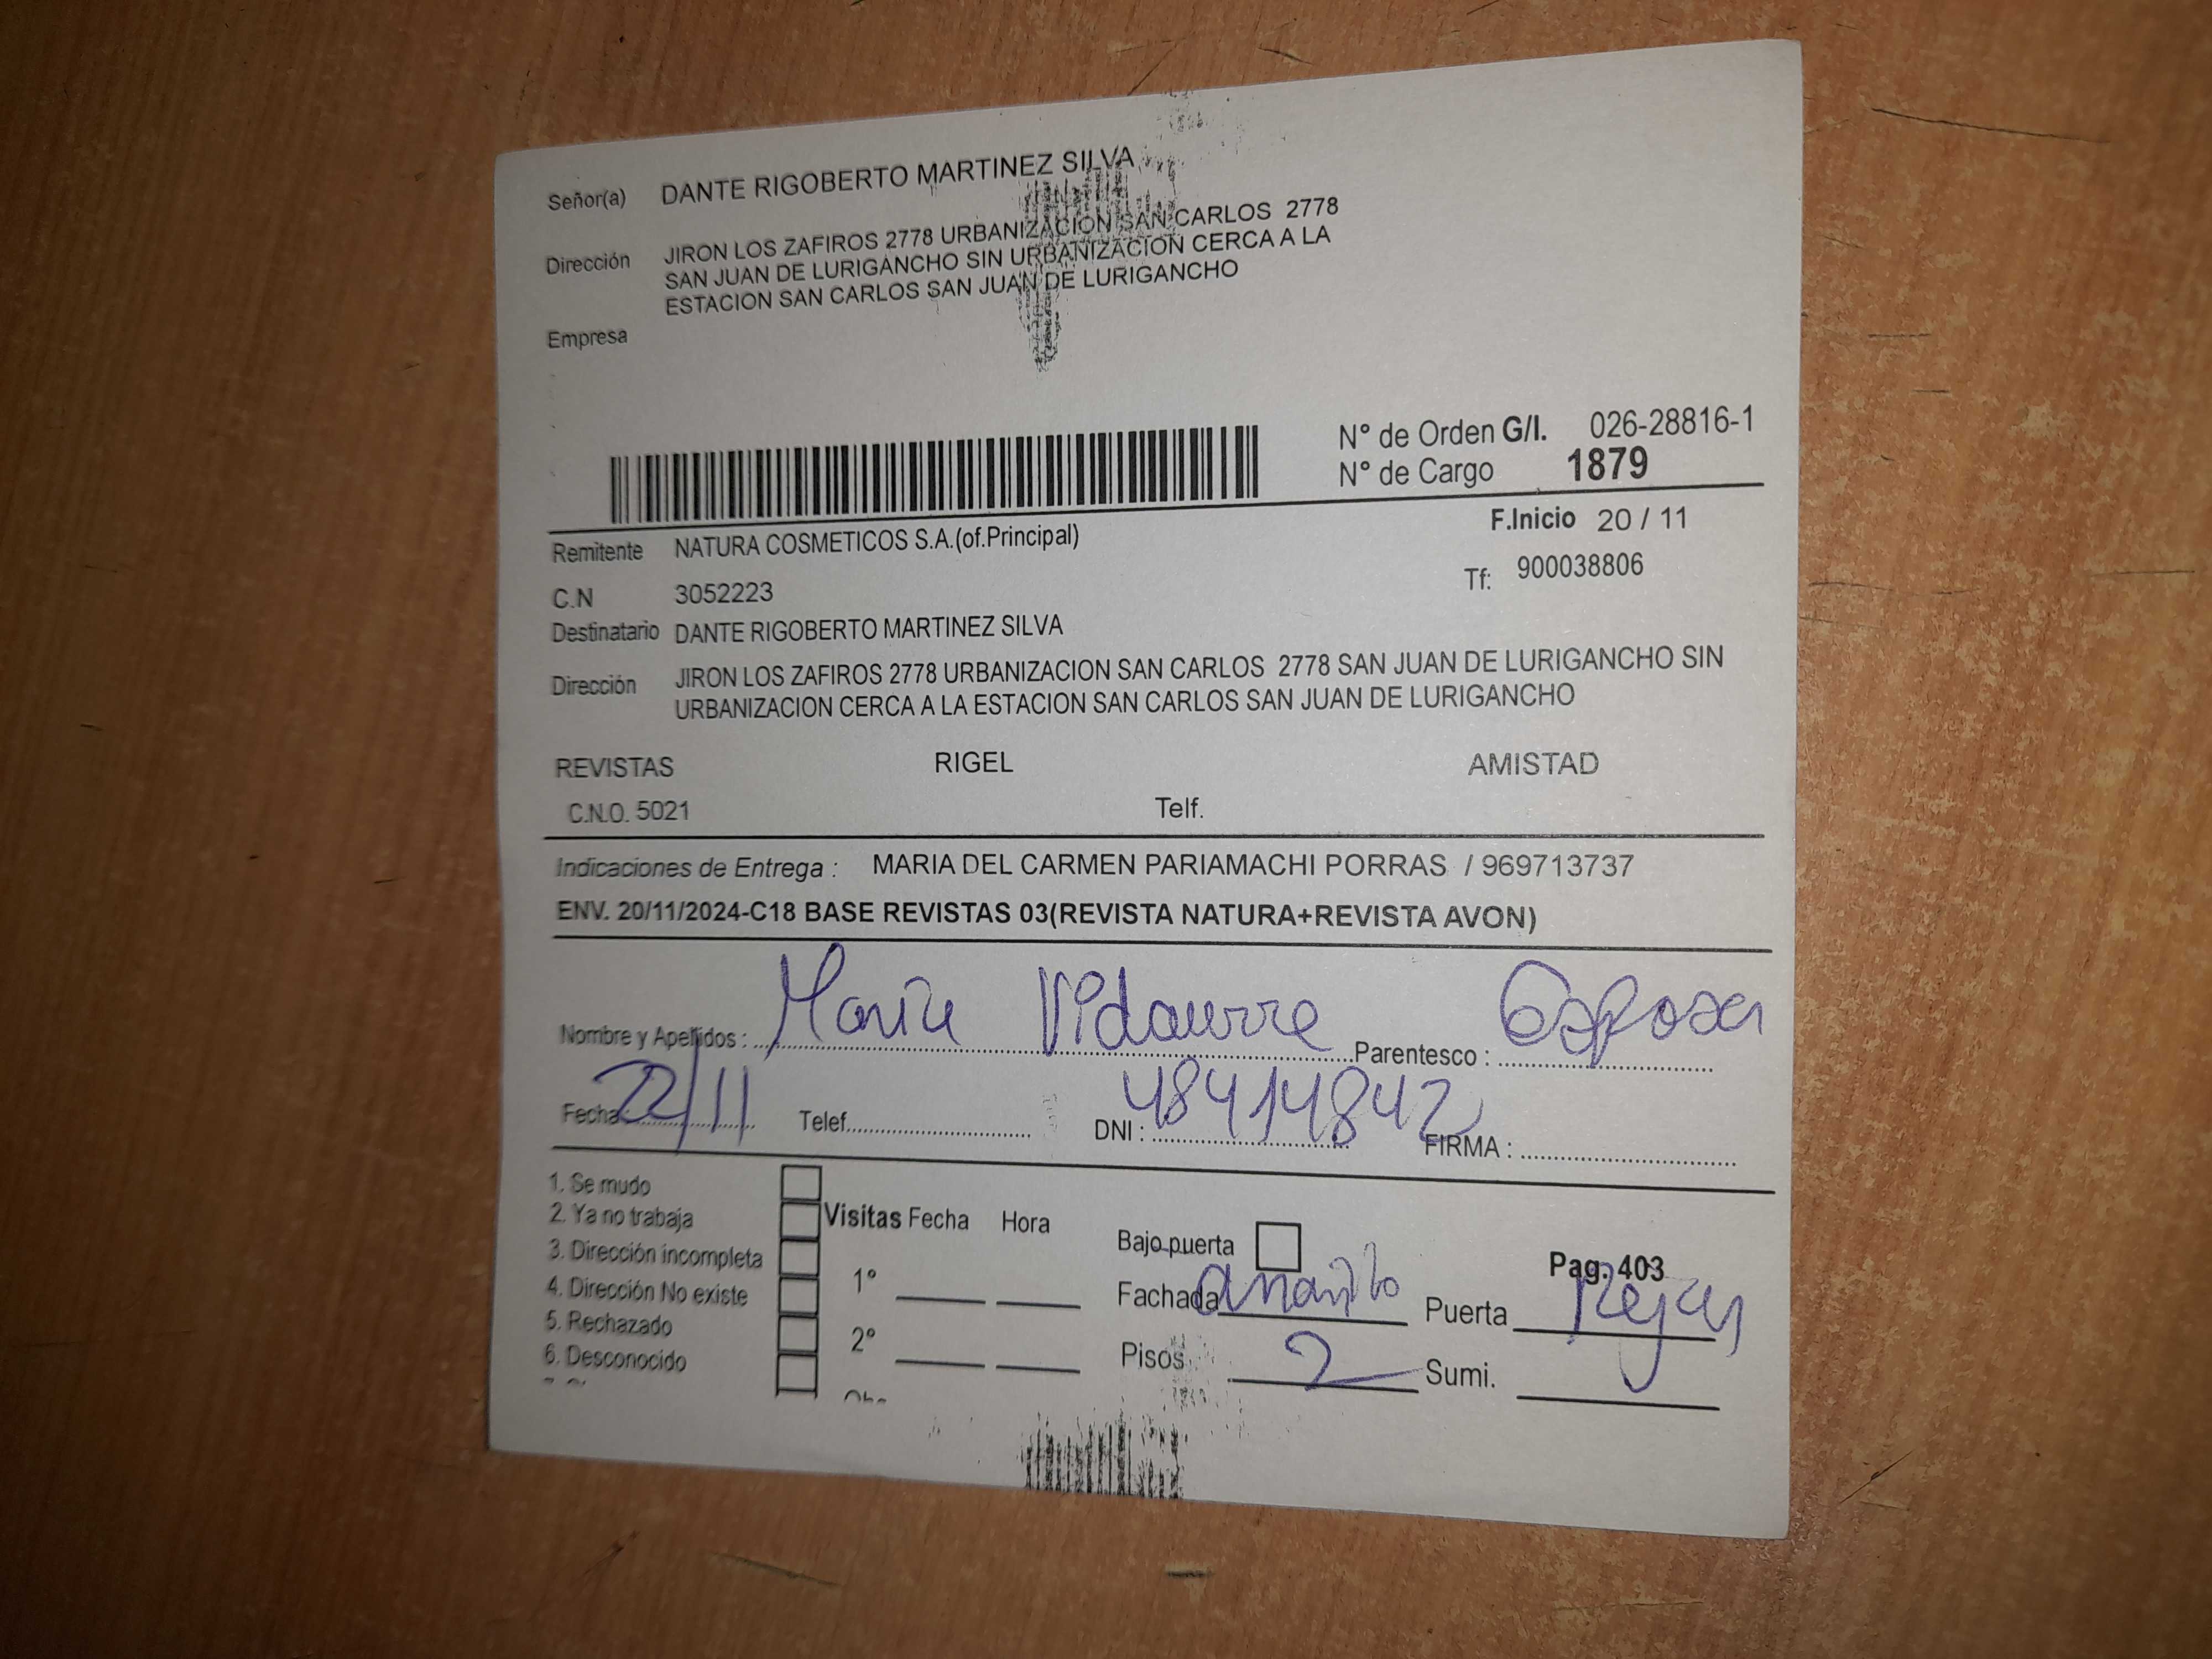 Señor(a) DANTE RIGOBERTO MARTINEZ SILVA
Dirección JIRON LOS ZAFIROS 2778 URBANIZACION SAN CARLOS 2778
SAN JUAN DE LURIGANCHO SIN URBANIZACION CERCA A LA
ESTACION SAN CARLOS SAN JUAN DE LURIGANCHO
Empresa
N° de Orden G/I. 026-28816-1
N° de Cargo 1879
F.Inicio 20 / 11
Remitente NATURA COSMETICOS S.A.(of.Principal)
Tf: 900038806
C.N 3052223
Destinatario DANTE RIGOBERTO MARTINEZ SILVA
Dirección JIRON LOS ZAFIROS 2778 URBANIZACION SAN CARLOS 2778 SAN JUAN DE LURIGANCHO SIN
URBANIZACION CERCA A LA ESTACION SAN CARLOS SAN JUAN DE LURIGANCHO
REVISTAS RIGEL AMISTAD
C.N.O. 5021 Telf.
Indicaciones de Entrega : MARIA DEL CARMEN PARIAMACHI PORRAS / 969713737
ENV. 20/11/2024-C18 BASE REVISTAS 03(REVISTA NATURA+REVISTA AVON)
Nombre y Apellidos : Vidaurre Parentesco : Esposa
Fecha 22/11 Telef. DNI : 48414842 FIRMA :
1. Se mudo
2. Ya no trabaja
3. Dirección incompleta
4. Dirección No existe
5. Rechazado
6. Desconocido
Visitas Fecha Hora
1°
2°
Bajo puerta Pag. 403
Fachada Puerta Rejas
Pisos 2 Sumi.